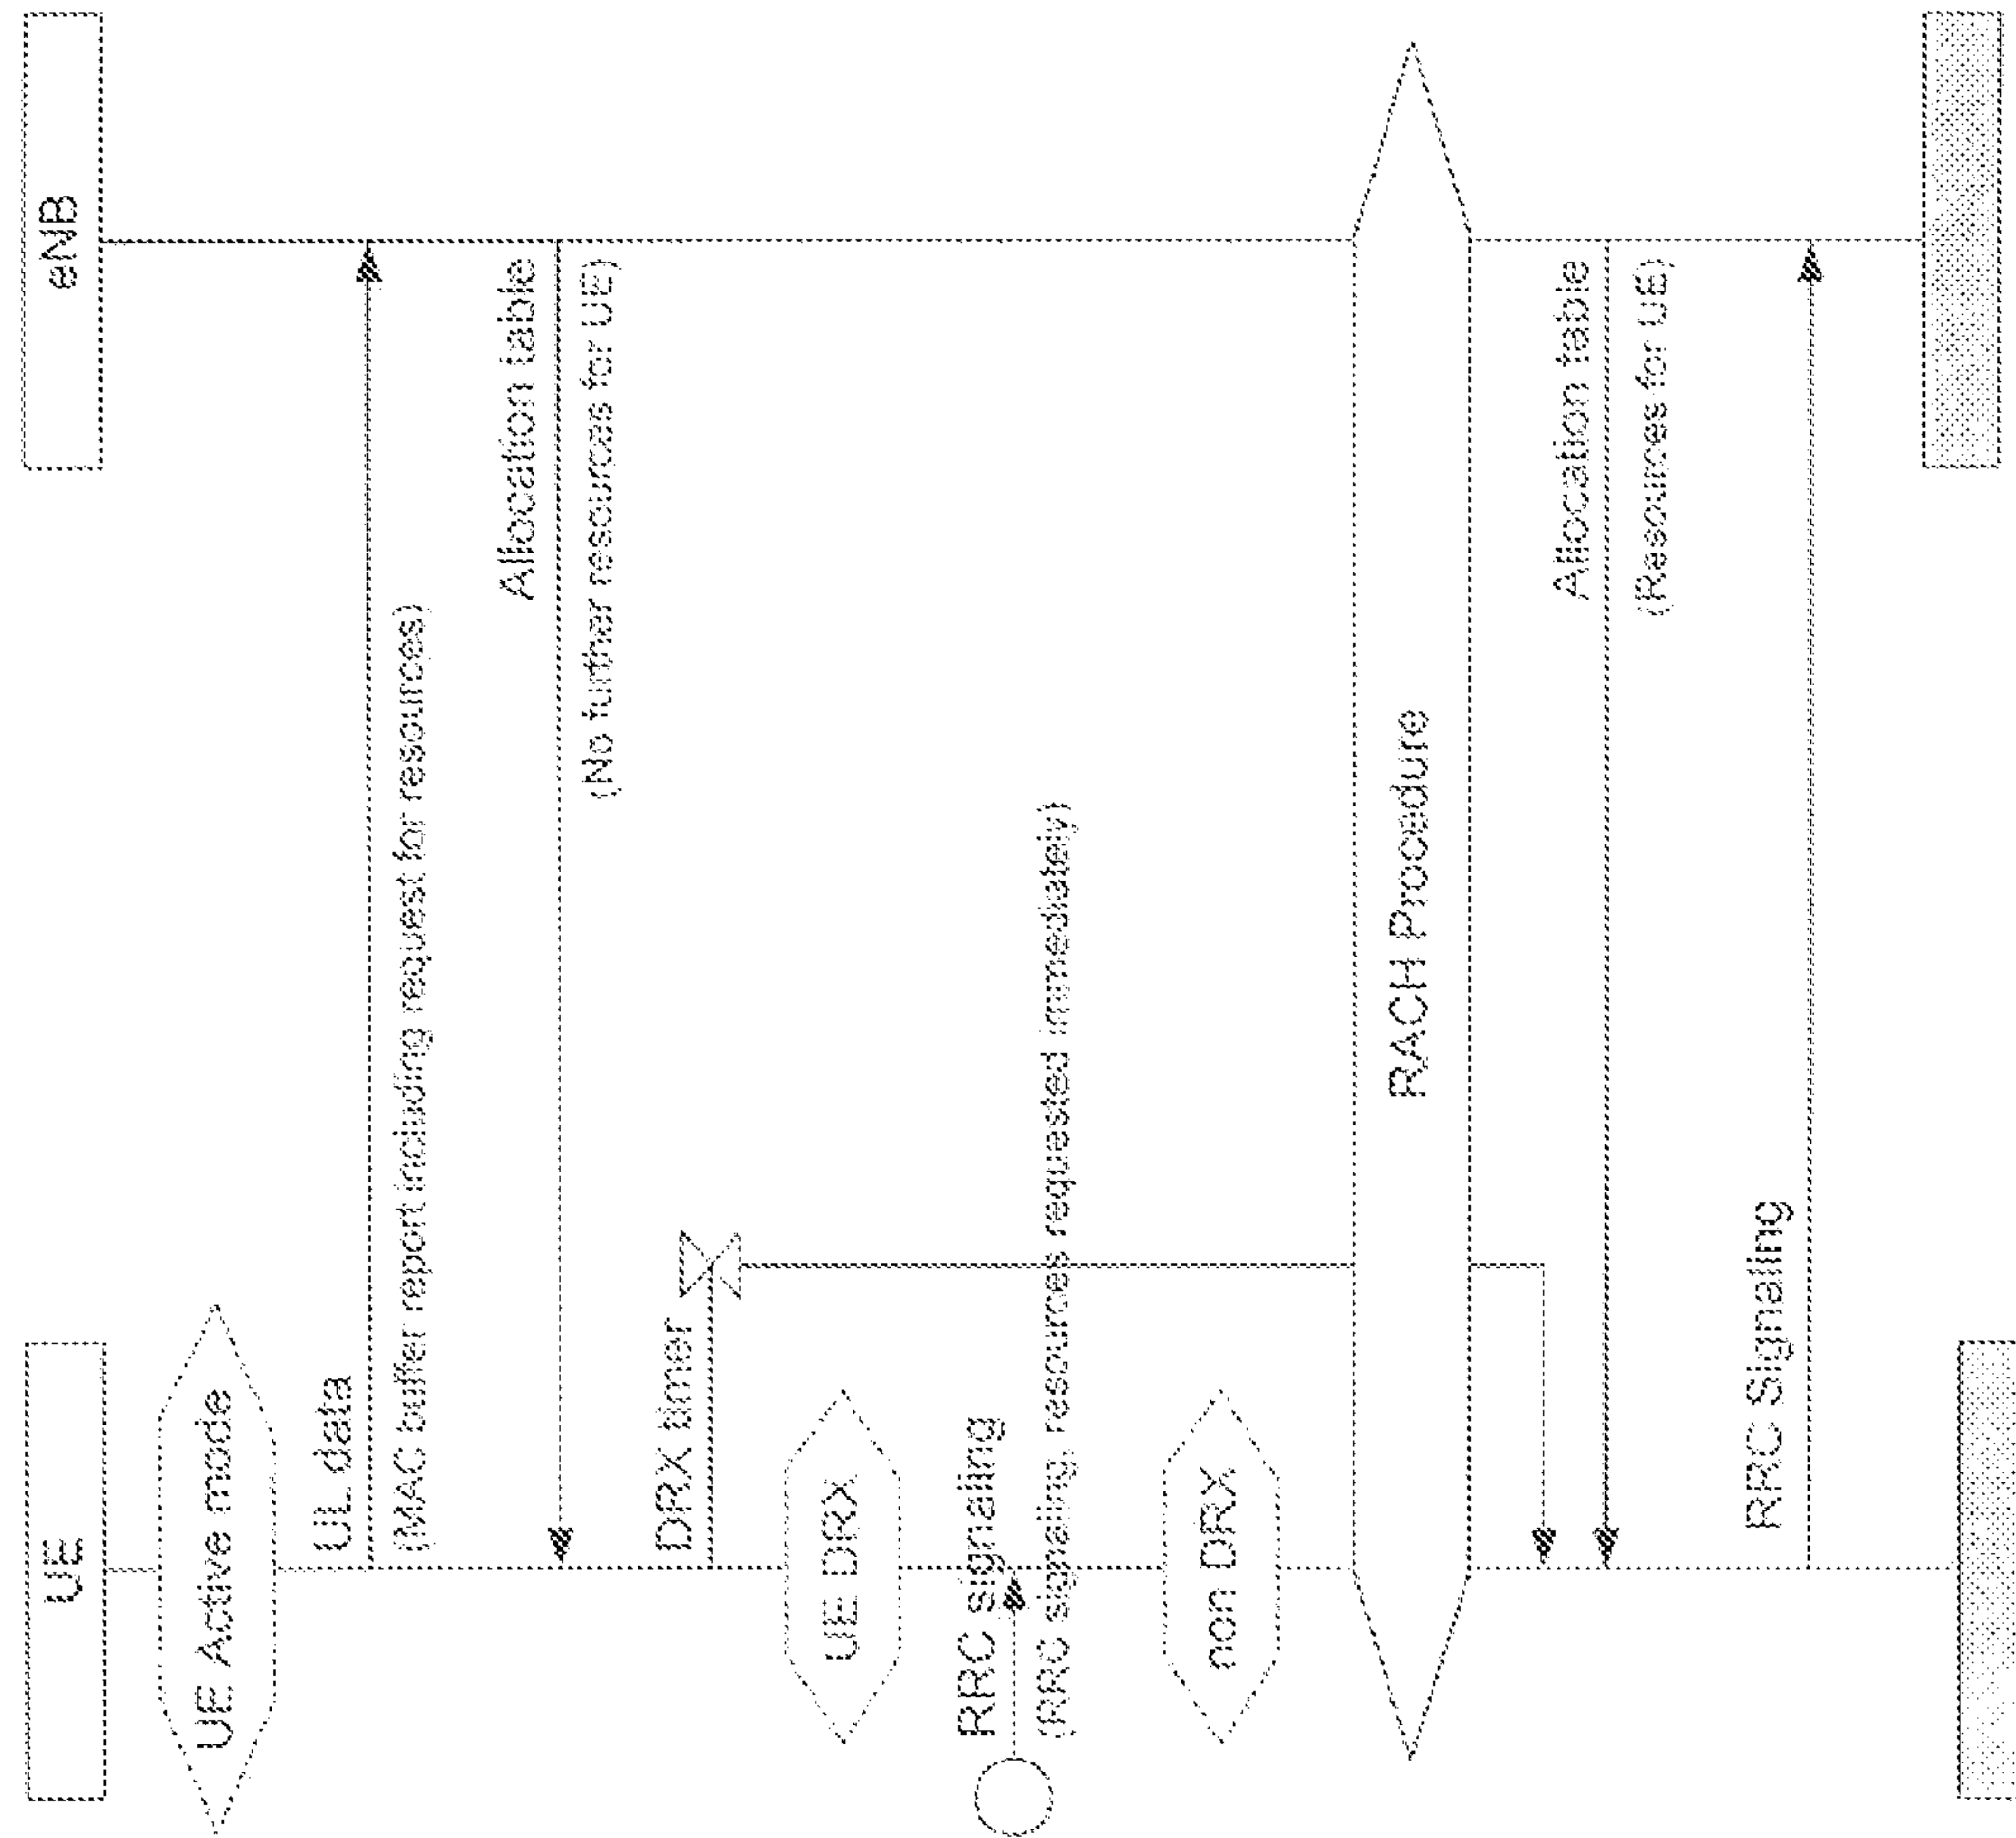 UE
eNB
UE Active mode
UL data
(MAC buffer report including request for resources)
Allocation table
(No further resources for UE)
DRX timer
UE DRX
RRC signaling
(RRC signaling, resources requested immediately)
non DRX
RACH Procedure
Allocation table
(Resources for UE)
RRC Signaling